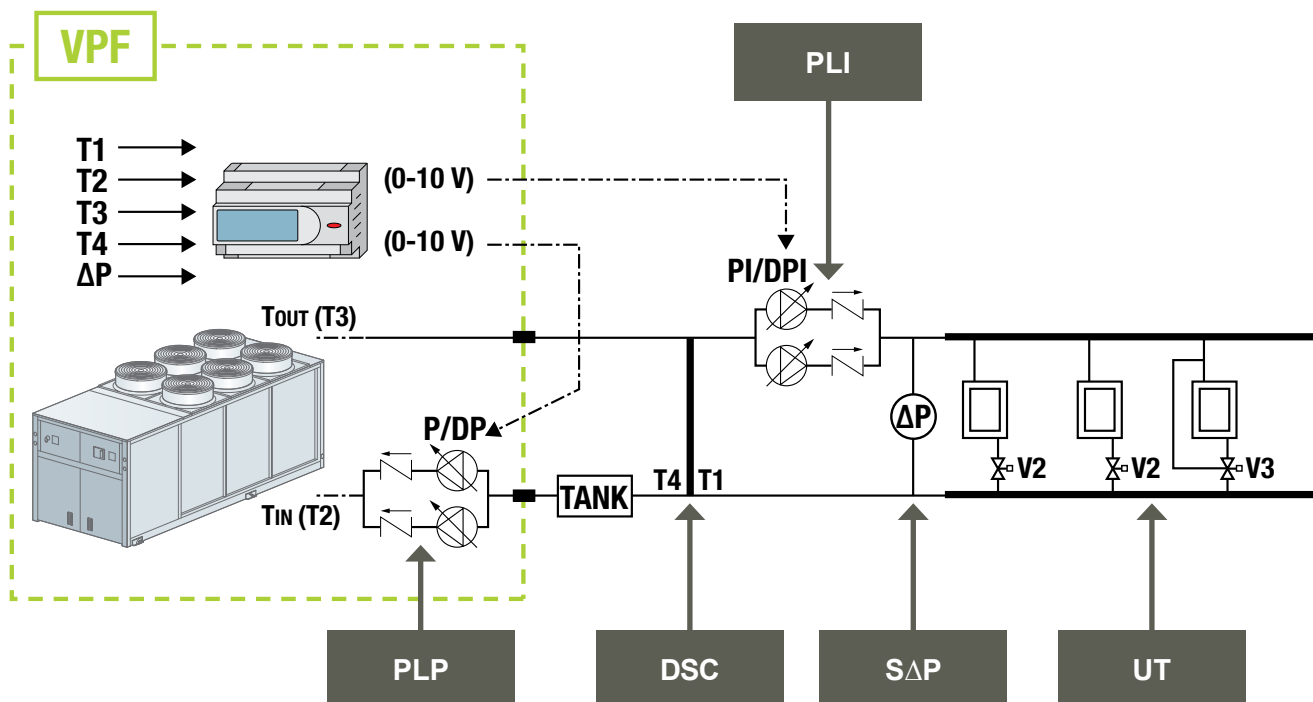 VPF
PLI
T1
T2
(0-10 V)
T3
T4
(0-10 V)
ΔP
PI/DPI
TOUT (T3)
P/DP
ΔP
V2
V2
V3
T4
T1
TANK
TIN (T2)
PLP
DSC
SΔP
UT